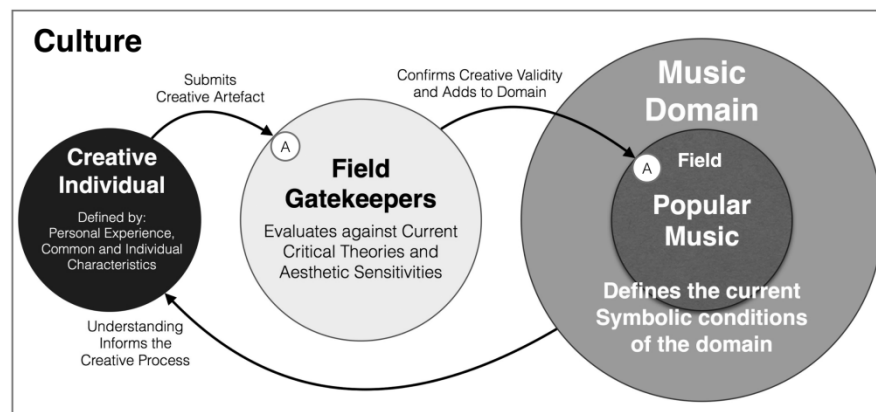 Culture
Submits
Creative Artefact
Confirms Creative Validity
and Adds to Domain
Creative
Individual
Defined by:
Personal Experience,
Common and Individual
Characteristics
A
Field
Gatekeepers
Evaluates against Current
Critical Theories and
Aesthetic Sensitivities
Music
Domain
A
Field
Popular
Music
Defines the current
Symbolic conditions
of the domain
Understanding
Informs the
Creative Process